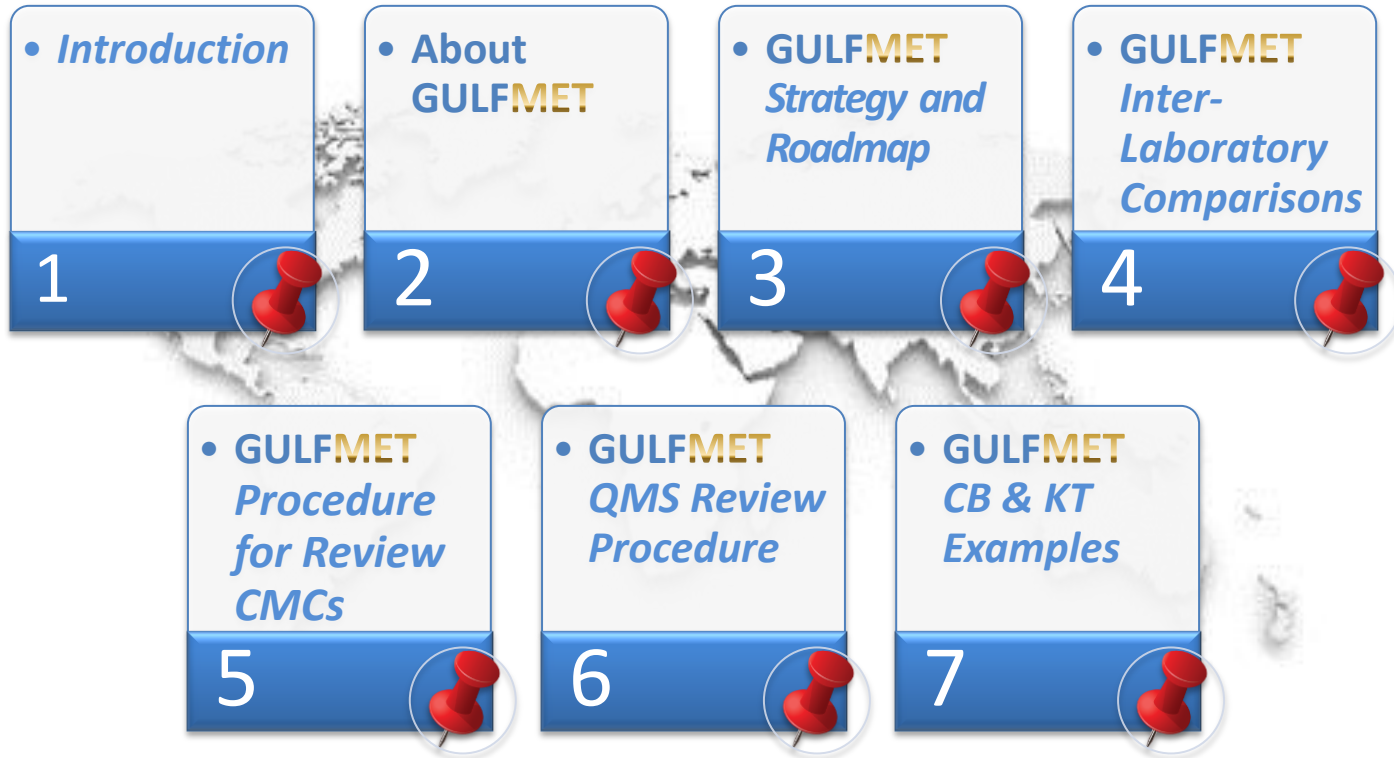 • Introduction
1
• About
GULFMET
2
• GULFMET
Strategy and
Roadmap
3
• GULFMET
Inter-
Laboratory
Comparisons
4
• GULFMET
Procedure
for Review
CMCs
5
• GULFMET
QMS Review
Procedure
6
• GULFMET
CB & KT
Examples
7